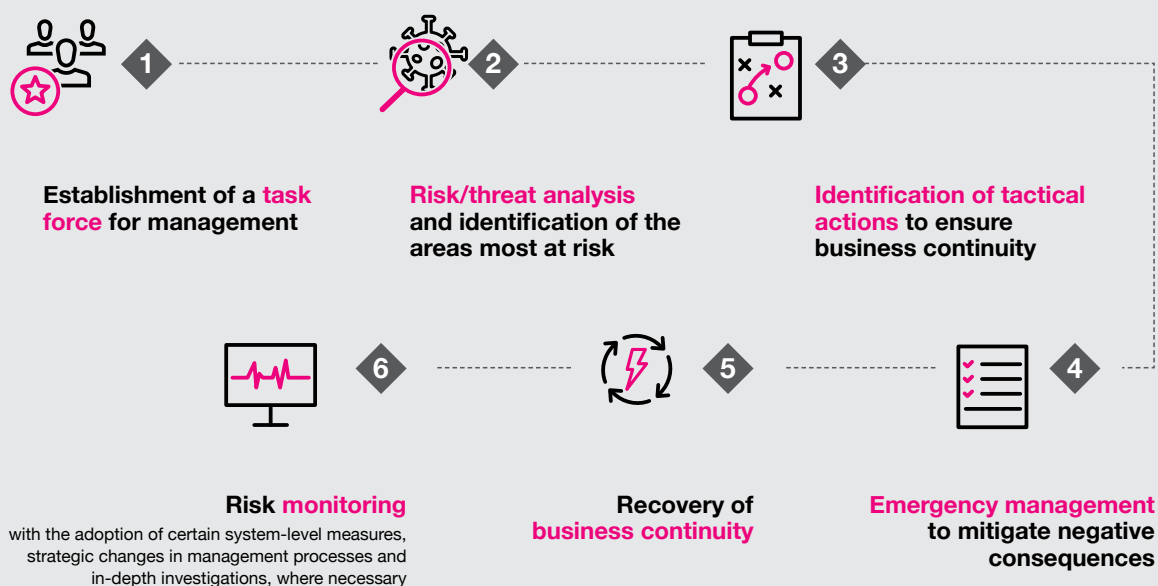 1
2
3
Establishment of a task
force for management
Risk/threat analysis
and identification of the
areas most at risk
Identification of tactical
actions to ensure
business continuity
4
Emergency management
to mitigate negative
consequences
5
Recovery of
business continuity
6
Risk monitoring
with the adoption of certain system-level measures,
strategic changes in management processes and
in-depth investigations, where necessary